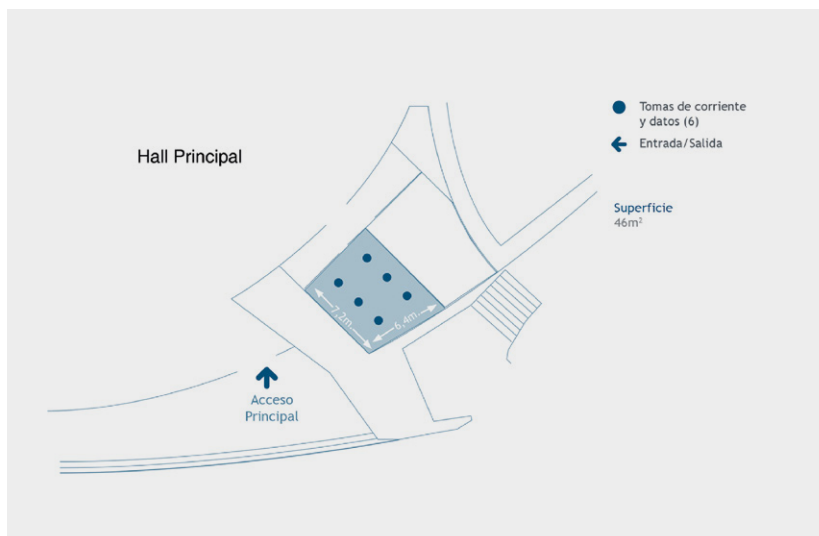 Hall Principal
Tomas de corriente
y datos (6)
Entrada/Salida
Superficie
46m²
7,2m.
6,4m.
Acceso
Principal